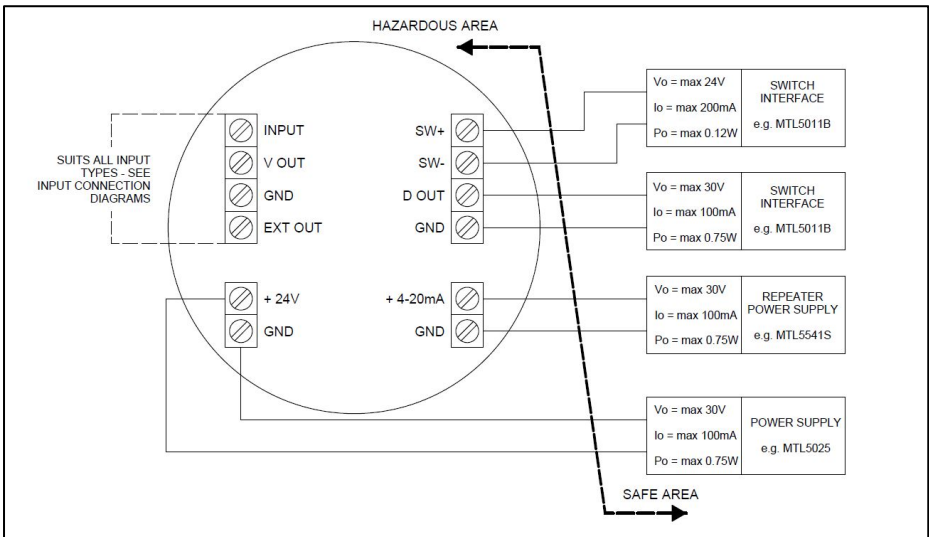 HAZARDOUS AREA
SUITS ALL INPUT
TYPES - SEE
INPUT CONNECTION
DIAGRAMS
INPUT
V OUT
GND
EXT OUT
+ 24V
GND
SW+
SW-
D OUT
GND
+ 4-20mA
GND
Vo = max 24V
Io = max 200mA
Po = max 0.12W
SWITCH
INTERFACE
e.g. MTL5011B
Vo = max 30V
Io = max 100mA
Po = max 0.75W
SWITCH
INTERFACE
e.g. MTL5011B
Vo = max 30V
Io = max 100mA
Po = max 0.75W
REPEATER
POWER SUPPLY
e.g. MTL5541S
Vo = max 30V
Io = max 100mA
Po = max 0.75W
POWER SUPPLY
e.g. MTL5025
SAFE AREA